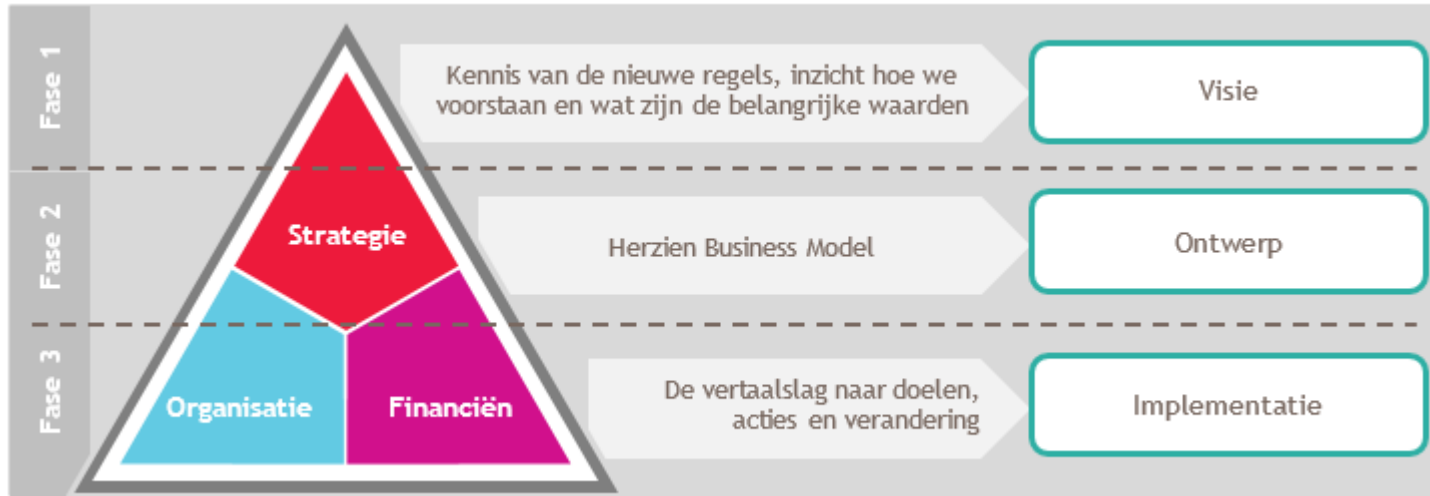 Fase 1
Kennis van de nieuwe regels, inzicht hoe we
voorstaan en wat zijn de belangrijke waarden
Visie
Fase 2
Strategie
Herzien Business Model
Ontwerp
Fase 3
Organisatie
Financiën
De vertaalslag naar doelen,
acties en verandering
Implementatie